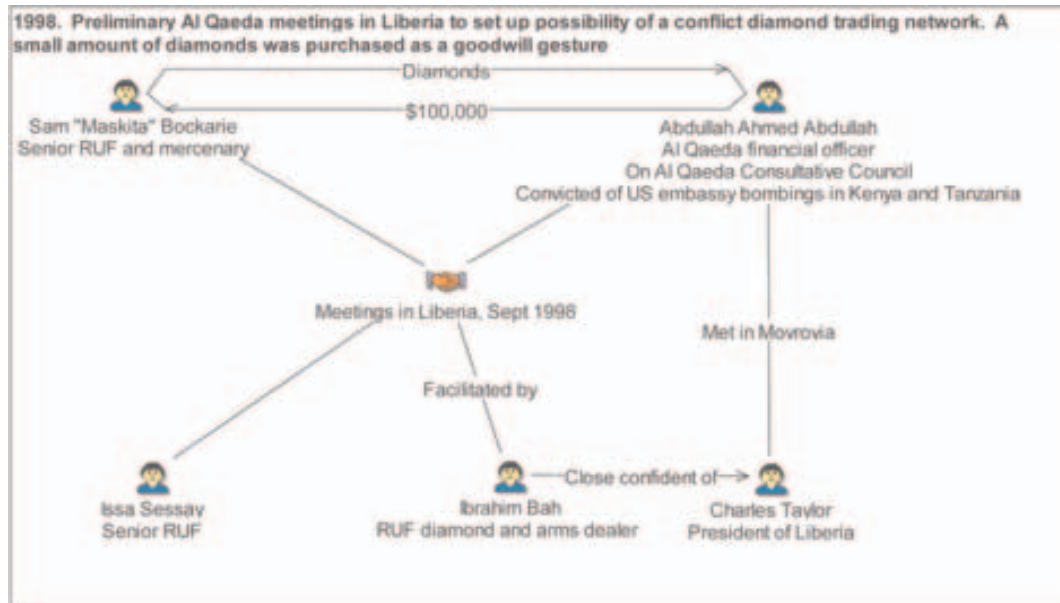 1998. Preliminary Al Qaeda meetings in Liberia to set up possibility of a conflict diamond trading network. A
small amount of diamonds was purchased as a goodwill gesture
Diamonds
$100,000
Sam "Maskita" Bockarie
Senior RUF and mercenary
Abdullah Ahmed Abdullah
Al Qaeda financial officer
On Al Qaeda Consultative Council
Convicted of US embassy bombings in Kenya and Tanzania
Meetings in Liberia, Sept 1998
Met in Movrovia
Facilitated by
Close confident of
Issa Sessay
Senior RUF
Ibrahim Bah
RUF diamond and arms dealer
Charles Taylor
President of Liberia